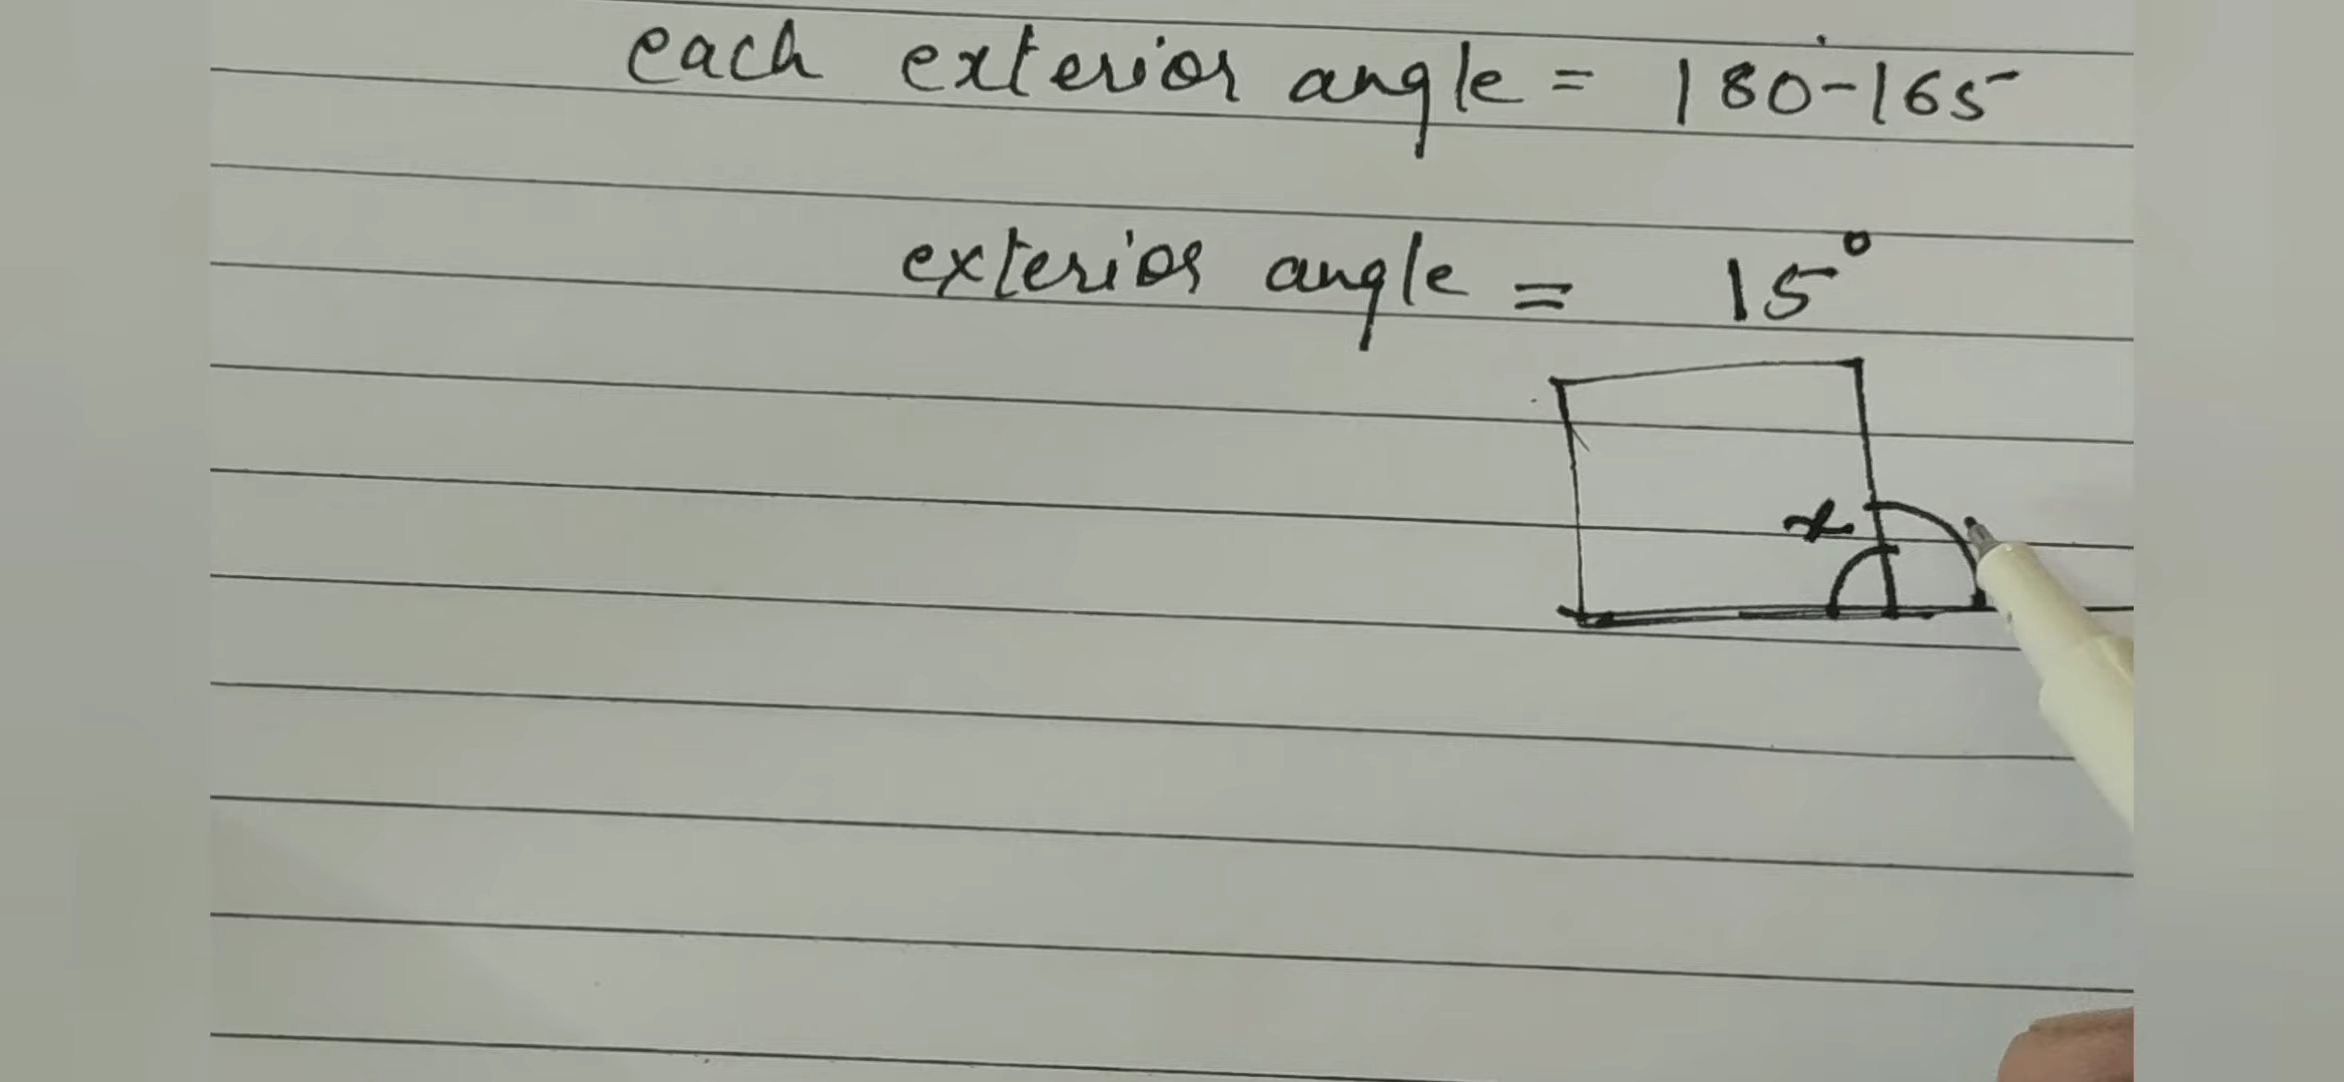 each exterior angle = 180-165
exterior angle = 15°
x